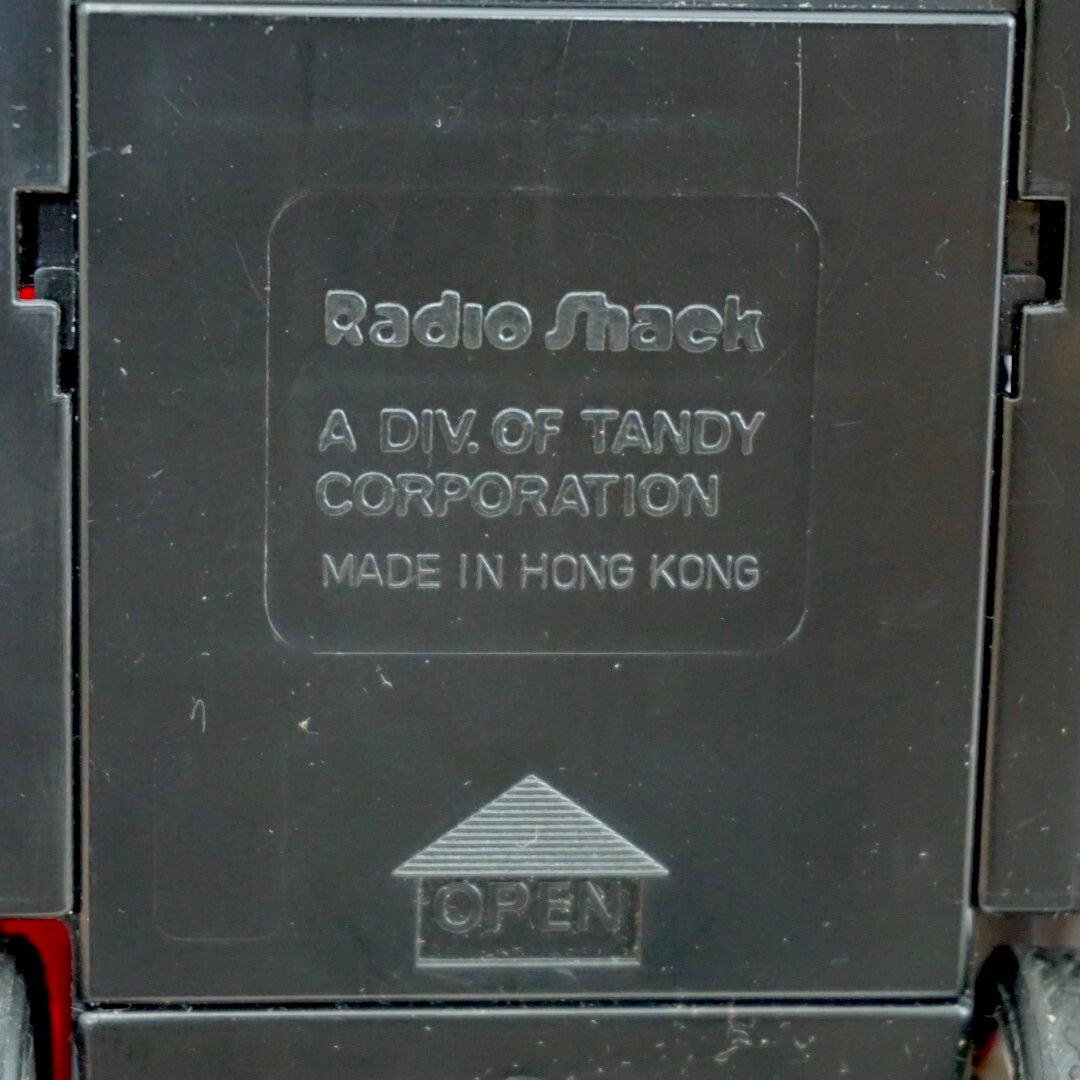 Radio Shack
A DIV. OF TANDY
CORPORATION
MADE IN HONG KONG
OPEN